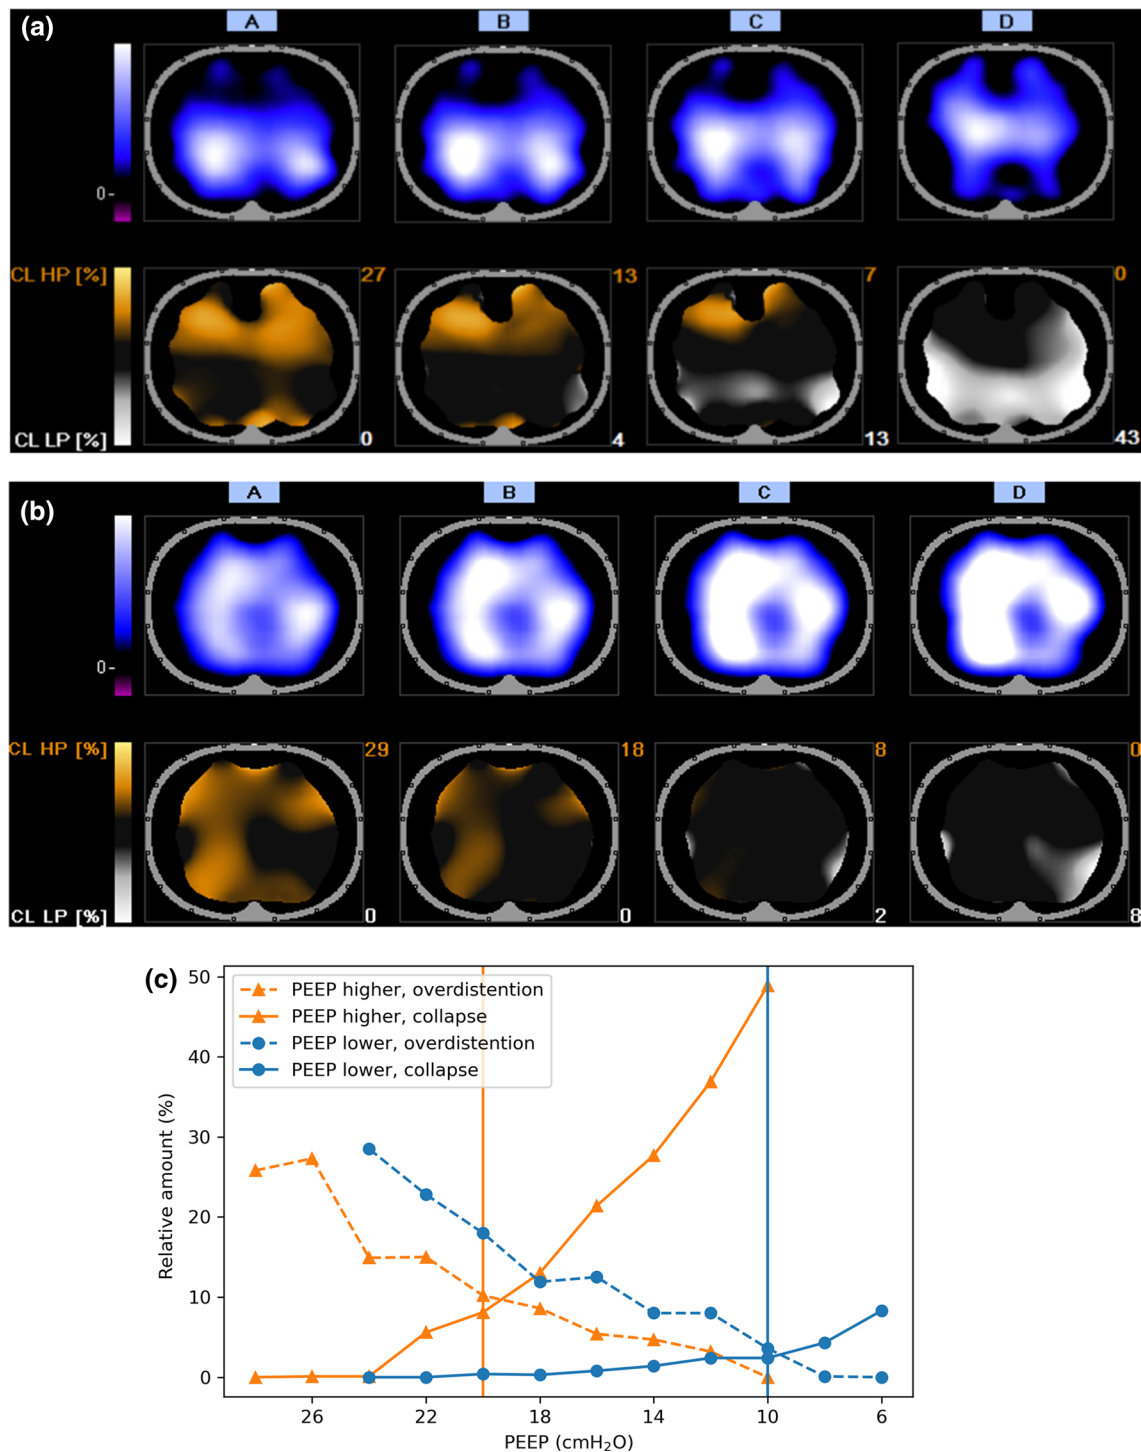 (a)
A B C D
0-
CL HP [%] 27 13 7 0
CL LP [%] 0 4 13 43
(b)
A B C D
0-
CL HP [%] 29 18 8 0
CL LP [%] 0 0 2 8
(c)
50
40
30
20
10
0
Relative amount (%)
PEEP higher, overdistention
PEEP higher, collapse
PEEP lower, overdistention
PEEP lower, collapse
26 22 18 14 10 6
PEEP (cmH₂O)